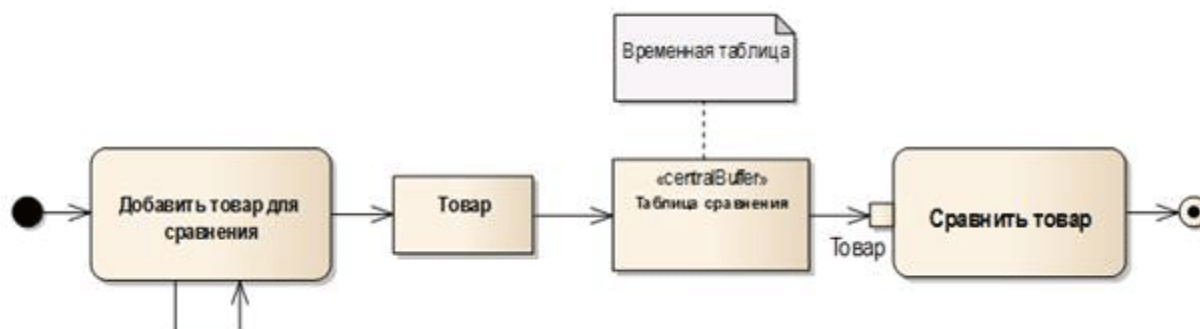 Временная таблица
Добавить товар для
сравнения
Товар
«centralBuffer»
Таблица сравнения
Товар
Сравнить товар